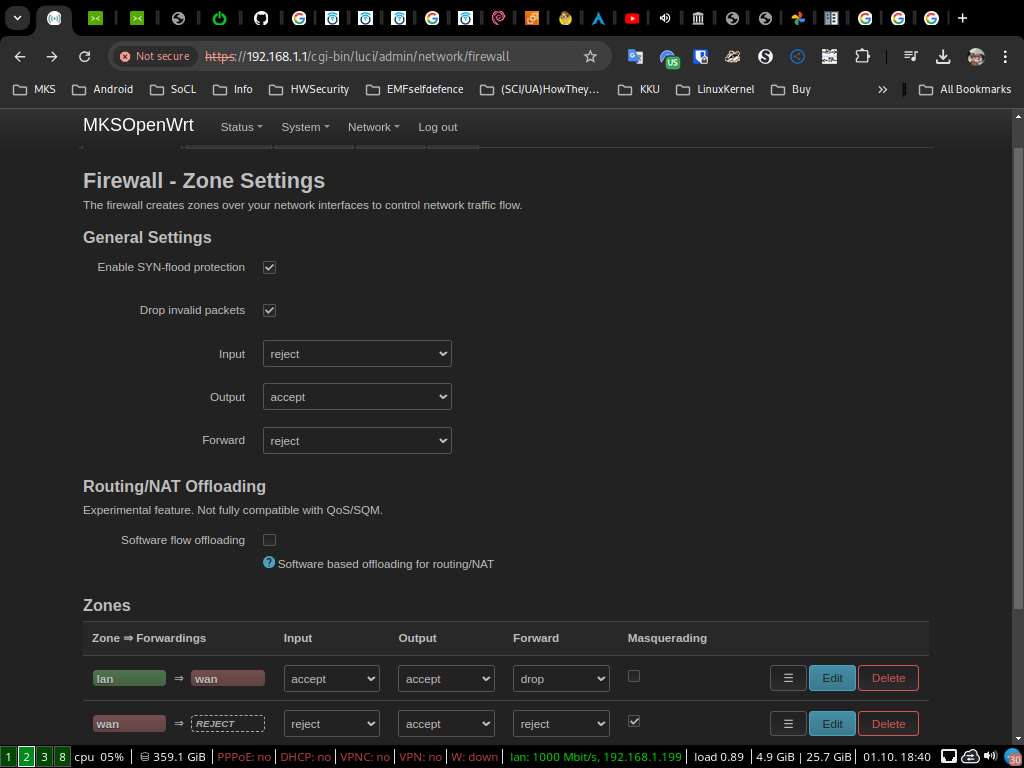 Not secure https://192.168.1.1/cgi-bin/luci/admin/network/firewall US
MKS Android SoCL Info HWSecurity EMFselfdefence (SCI/UA)HowThey... KKU LinuxKernel Buy » All Bookmarks
MKSOpenWrt Status System Network Log out
Firewall - Zone Settings
The firewall creates zones over your network interfaces to control network traffic flow.
General Settings
Enable SYN-flood protection
Drop invalid packets
Input reject
Output accept
Forward reject
Routing/NAT Offloading
Experimental feature. Not fully compatible with QoS/SQM.
Software flow offloading
Software based offloading for routing/NAT
Zones
Zone ⇒ Forwardings Input Output Forward Masquerading
lan ⇒ wan accept accept drop ☰ Edit Delete
wan ⇒ REJECT reject accept reject ☰ Edit Delete
1 2 3 8 cpu 05% | 359.1 GiB | PPPoE: no | DHCP: no | VPNC: no | VPN: no | W: down | lan: 1000 Mbit/s, 192.168.1.199 | load 0.89 | 4.9 GiB | 25.7 GiB | 01.10. 18:40 30